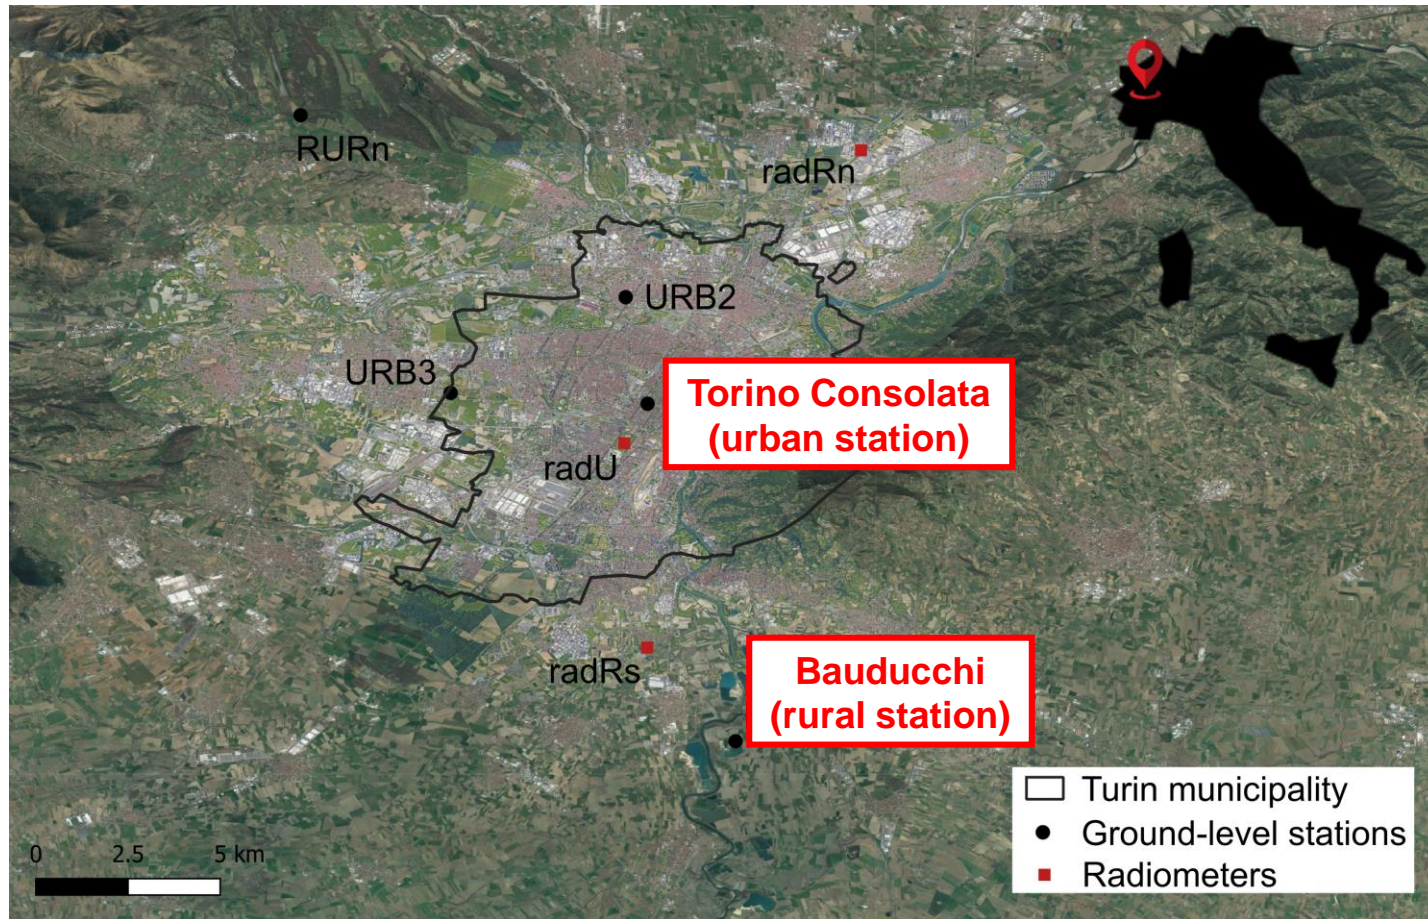 RURn
radRn
URB2
URB3
Torino Consolata
(urban station)
radU
radRs
Bauducchi
(rural station)
Turin municipality
Ground-level stations
Radiometers
0 2.5 5 km